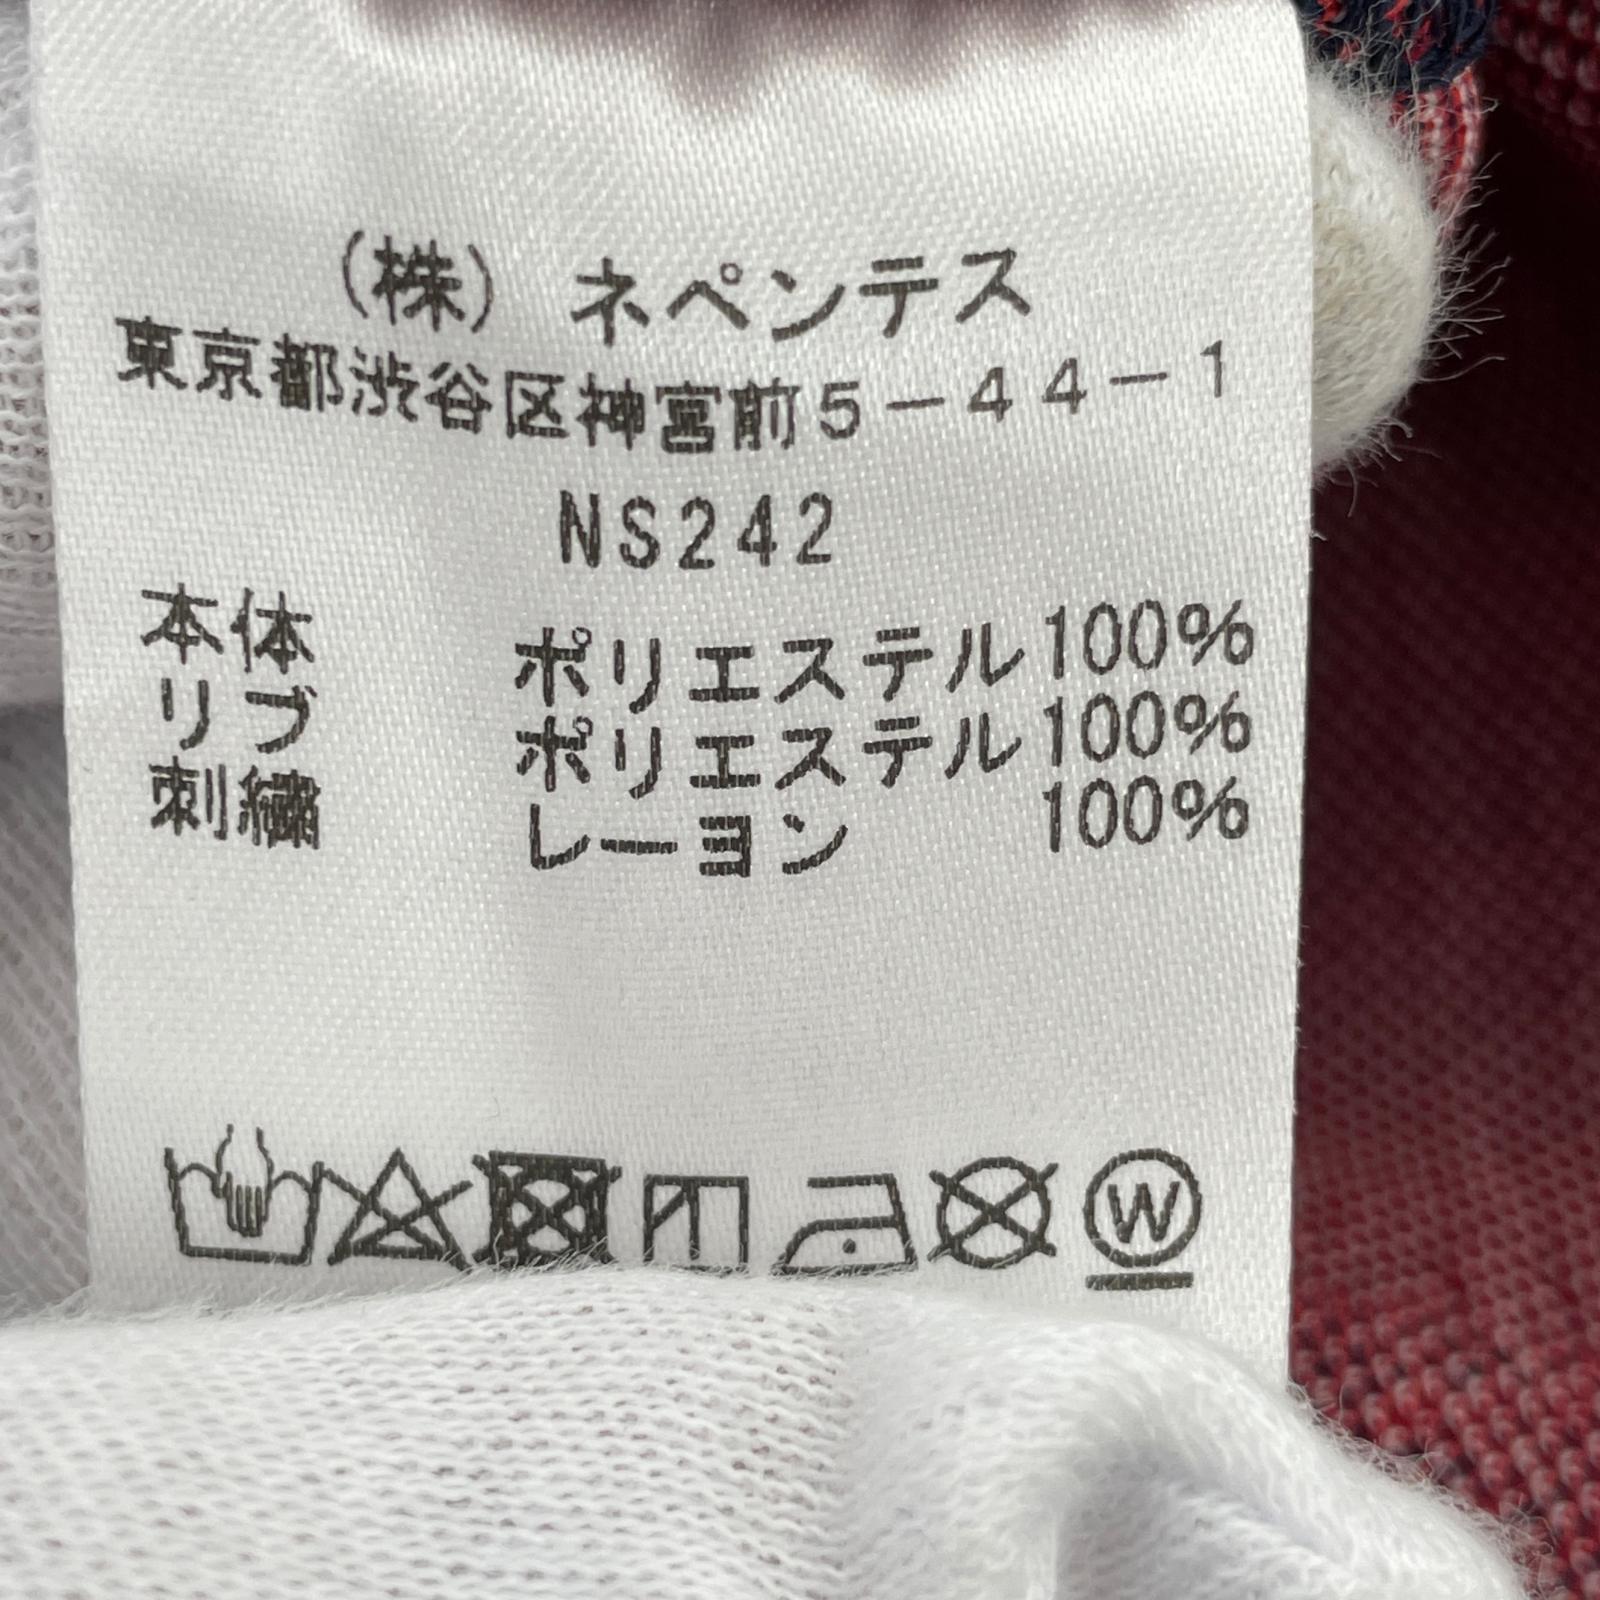 （株）ネペンテス
東京都渋谷区神宮前５－４４－１
NS242
本体 ポリエステル100%
リブ ポリエステル100%
刺繍 レーヨン 100%
W